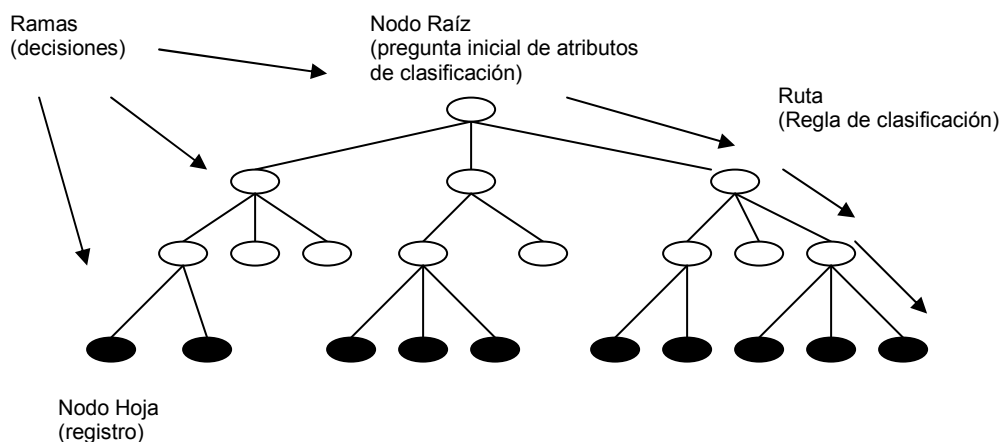 Ramas
(decisiones)
Nodo Raíz
(pregunta inicial de atributos
de clasificación)
Ruta
(Regla de clasificación)
Nodo Hoja
(registro)